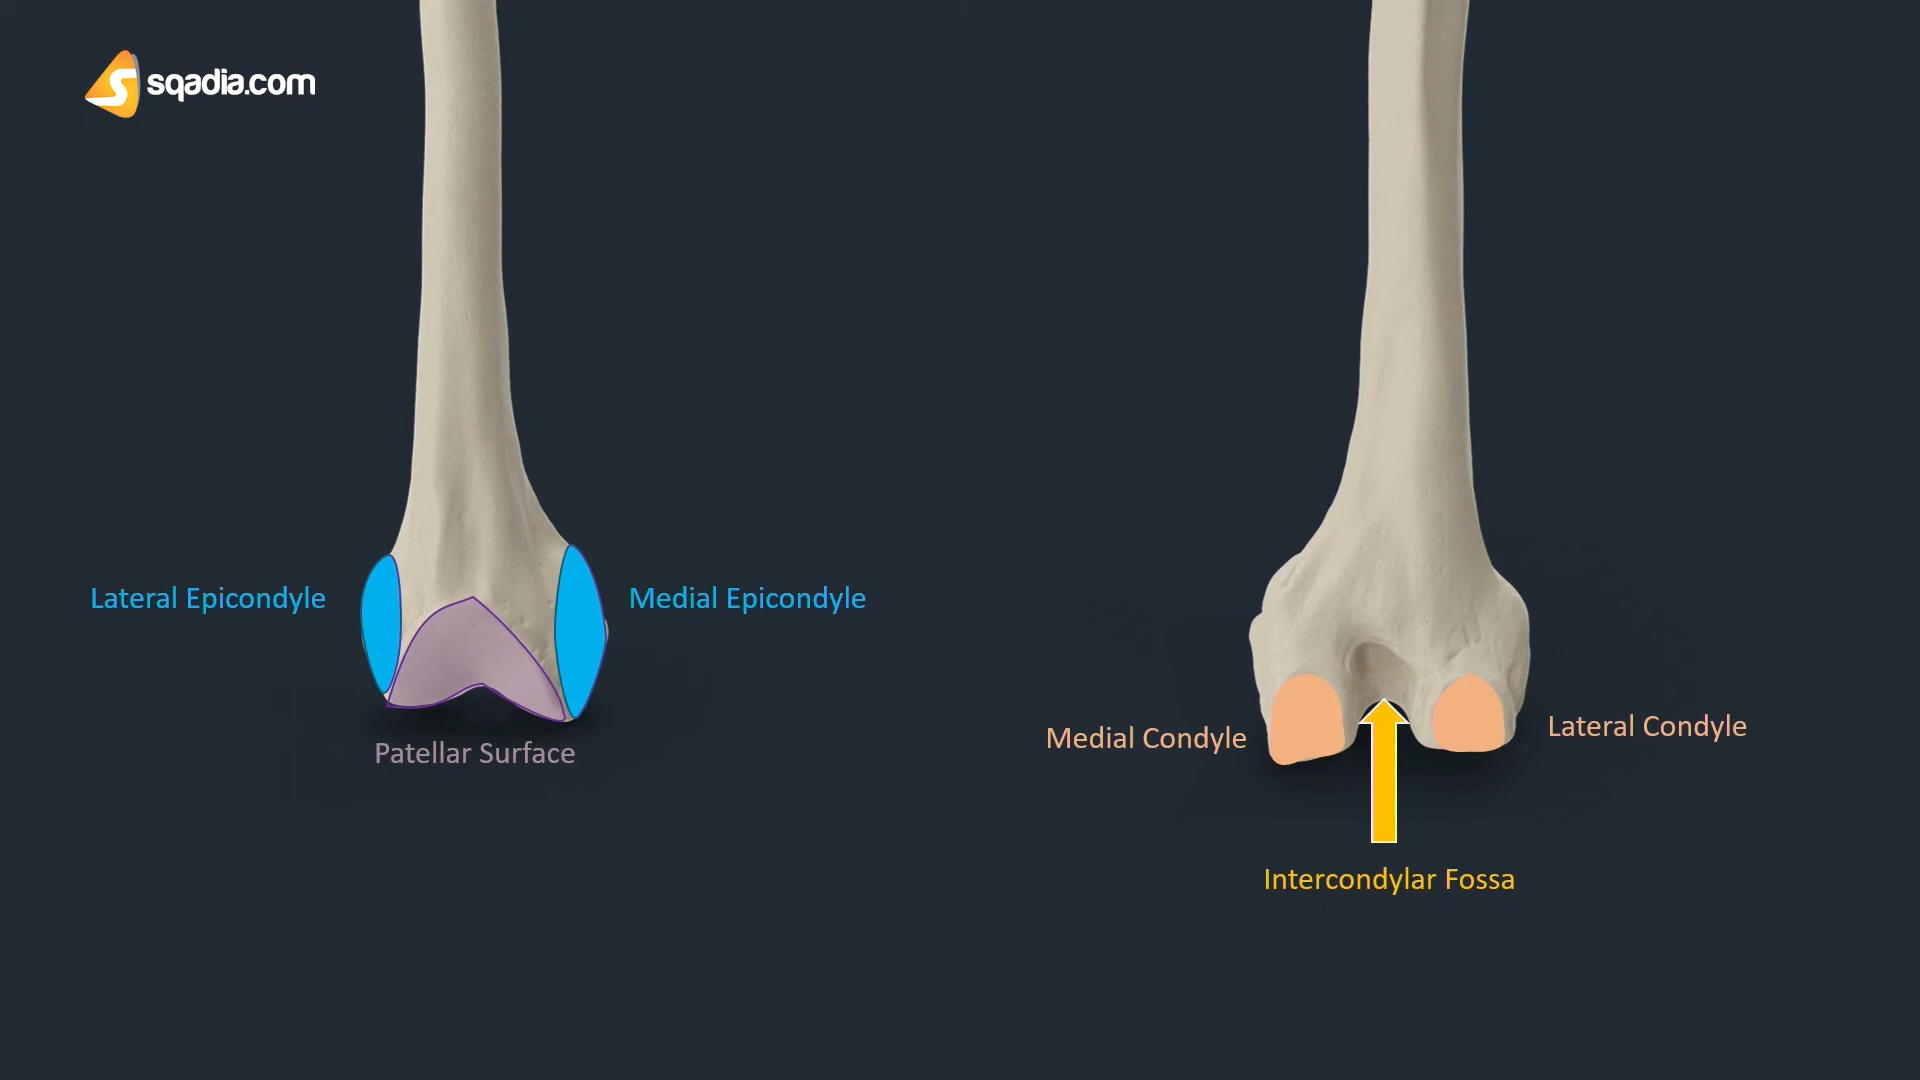 sqadia.com
Lateral Epicondyle
Medial Epicondyle
Patellar Surface
Medial Condyle
Lateral Condyle
Intercondylar Fossa